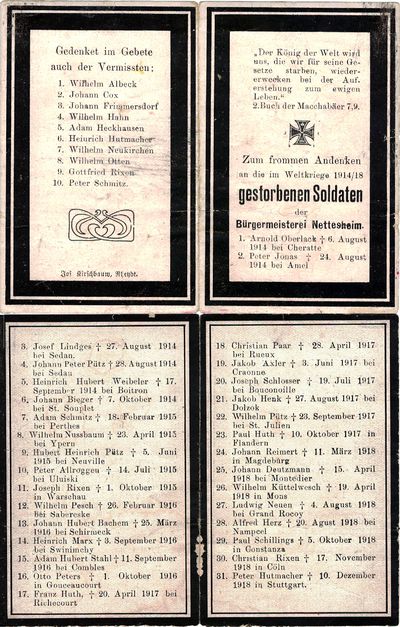 Gedenket im Gebete
auch der Vermissten:
1. Wilhelm Albeck
2. Johann Cox
3. Johann Frimmersdorf
4. Wilhelm Hahn
5. Adam Heckhausen
6. Heinrich Hutmacher
7. Wilhelm Neukirchen
8. Wilhelm Otten
9. Gottfried Rixen
10. Peter Schmitz.
Jos Kirschbaum, Rheydt.
„Der König der Welt wird
uns, die wir für seine Ge-
setze starben, wieder-
erwecken bei der Auf-
erstehung zum ewigen
Leben.“
2. Buch der Macchabäer 7,9.
Zum frommen Andenken
an die im Weltkriege 1914/18
gestorbenen Soldaten
der
Bürgermeisterei Nettesheim.
1. Arnold Oberlack † 6. August
1914 bei Cheratte
2. Peter Jonas † 24. August
1914 bei Amel
3. Josef Lindges † 27. August 1914
bei Sedan.
4. Johann Peter Pütz † 28. August 1914
bei Sedau
5. Heinrich Hubert Weibeler † 17.
September 1914 bei Boitron
6. Johann Bieger † 7. Oktober 1914
bei St. Souplet
7. Adam Schmitz † 18. Februar 1915
bei Perthes
8. Wilhelm Nussbaum † 23. April 1915
bei Ypern
9. Hubert Heinrich Pütz † 5. Juni
1915 bei Neuville
10. Peter Allroggen † 14. Juli 1915
bei Uluiski
11. Joseph Rixen † 1. Oktober 1915
in Warschau
12. Wilhelm Pesch † 26. Februar 1916
bei Sabereske
13. Johann Hubert Bachem † 25. März
1916 bei Schirmeck
14. Heinrich Marx † 3. September 1916
bei Swinimchy
15. Adam Hubert Stahl † 11. September
1916 bei Combles
16. Otto Peters † 1. Oktober 1916
in Gouceaucourt
17. Franz Huth, † 20. April 1917 bei
Richecourt
18. Christian Paar † 28. April 1917
bei Rueux
19. Jakob Axler † 3. Juni 1917 bei
Craonne
20. Joseph Schlosser † 19. Juli 1917
bei Bouconoille
21. Jakob Henk † 27. August 1917 bei
Dolzok
22. Wilhelm Pütz † 23. September 1917
bei St. Julien
23. Paul Huth † 10. Oktober 1917 in
Flandern
24. Johann Reimert † 11. März 1918
in Magdeburg
25. Johann Deutzmann † 15. April
1918 bei Montedier
26. Wilhelm Küttelwesch † 19. April
1918 in Mons
27. Ludwig Neuen † 4. August 1918
bei Grand Rocoy
28. Alfred Herz † 20. Agust 1918 bei
Nampcel
29. Paul Schillings † 5. Oktober 1918
in Constanza
30. Christian Rixen † 17. November
1918 in Cöln
31. Peter Hutmacher † 10. Dezember
1918 in Stuttgart.